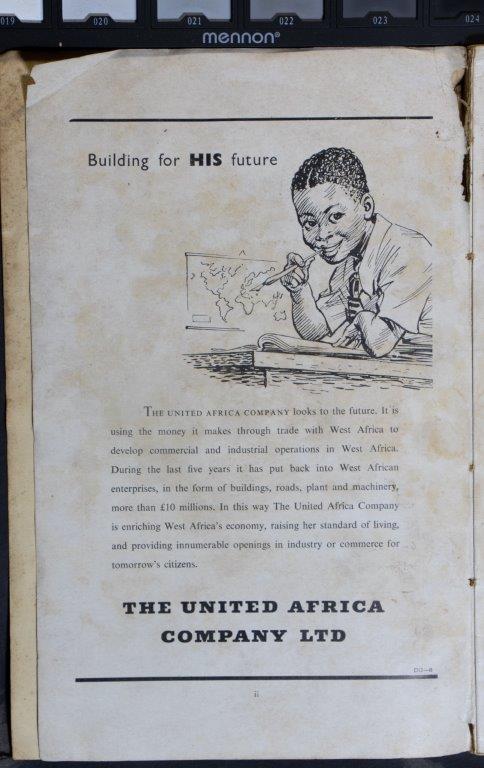 019 020 021 022 023 024
mennon®
Building for HIS future
THE UNITED AFRICA COMPANY looks to the future. It is
using the money it makes through trade with West Africa to
develop commercial and industrial operations in West Africa.
During the last five years it has put back into West African
enterprises, in the form of buildings, roads, plant and machinery,
more than £10 millions. In this way The United Africa Company
is enriching West Africa's economy, raising her standard of living,
and providing innumerable openings in industry or commerce for
tomorrow's citizens.
THE UNITED AFRICA
COMPANY LTD
ii